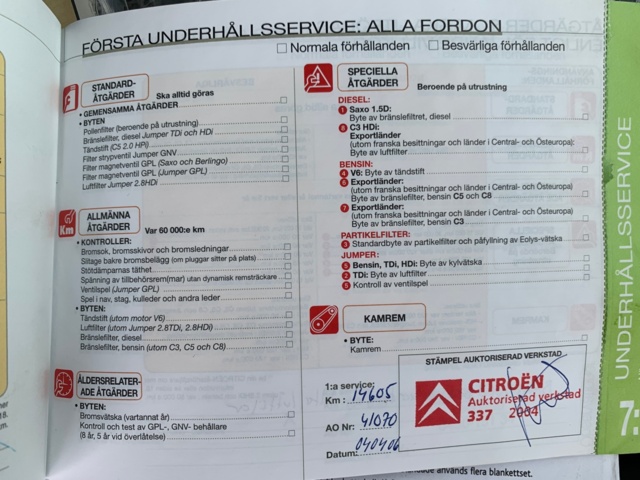 FÖRSTA UNDERHÅLLSSERVICE: ALLA FORDON
Normala förhållanden
Besvärliga förhållanden
STANDARD-
ÅTGÄRDER
Ska alltid göras
• GEMENSAMMA ÅTGÄRDER
• BYTEN
Pollenfilter (beroende på utrustning)
Bränslefilter, diesel Jumper TDi och HDi
Tändstift (C5 2.0 HPi)
Filter strypventil Jumper GNV
Filter magnetventil GPL (Saxo och Berlingo)
Filter magnetventil GPL (Jumper GPL)
Luftfilter Jumper 2.8HDi
Km
ALLMÄNNA
ÅTGÄRDER
Var 60 000:e km
• KONTROLLER:
Bromsok, bromsskivor och bromsledningar
Slitage bakre bromsbelägg (om pluggar sitter på plats)
Stötdämparnas täthet
Spänning av tillbehörsrem(mar) utan dynamisk remsträckare
Ventilspel (Jumper GPL)
Spel i nav, stag, kulleder och andra leder
• BYTEN:
Tändstift (utom motor V6)
Luftfilter (utom Jumper 2.8TDi, 2.8HDi)
Bränslefilter, diesel
Bränslefilter, bensin (utom C3, C5 och C8)
ÅLDERSRELATER-
ADE ÅTGÄRDER
• BYTEN:
Bromsvätska (vartannat år)
Kontroll och test av GPL-, GNV- behållare
(8 år, 5 år vid överlåtelse)
SPECIELLA
ÅTGÄRDER
Beroende på utrustning
DIESEL:
1 Saxo 1.5D:
Byte av bränslefiltret, diesel
8 C3 HDi:
Exportländer
(utom franska besittningar och länder i Central- och Östeuropa):
Byte av luftfilter
BENSIN:
4 V6: Byte av tändstift
6 Exportländer:
(utom franska besittningar och länder i Central- och Östeuropa)
Byte av bränslefilter, bensin C5 och C8
7 Exportländer:
(utom franska besittningar och länder i Central- och Östeuropa)
Byte av bränslefilter, bensin C3
PARTIKELFILTER:
3 Standardbyte av partikelfilter och påfyllning av Eolys-vätska
JUMPER:
5 Bensin, TDi, HDi: Byte av kylvätska
2 TDi: Byte av luftfilter
5 Kontroll av ventilspel
KAMREM
• BYTE:
Kamrem
1:a service:
Km : 14605
AO Nr: 41070
Datum: 040406
STÄMPEL AUKTORISERAD VERKSTAD
CITROËN
Auktoriserad verkstad
337 2004
UNDERHÅLLSSERVICE
7:
används flera blankettset.